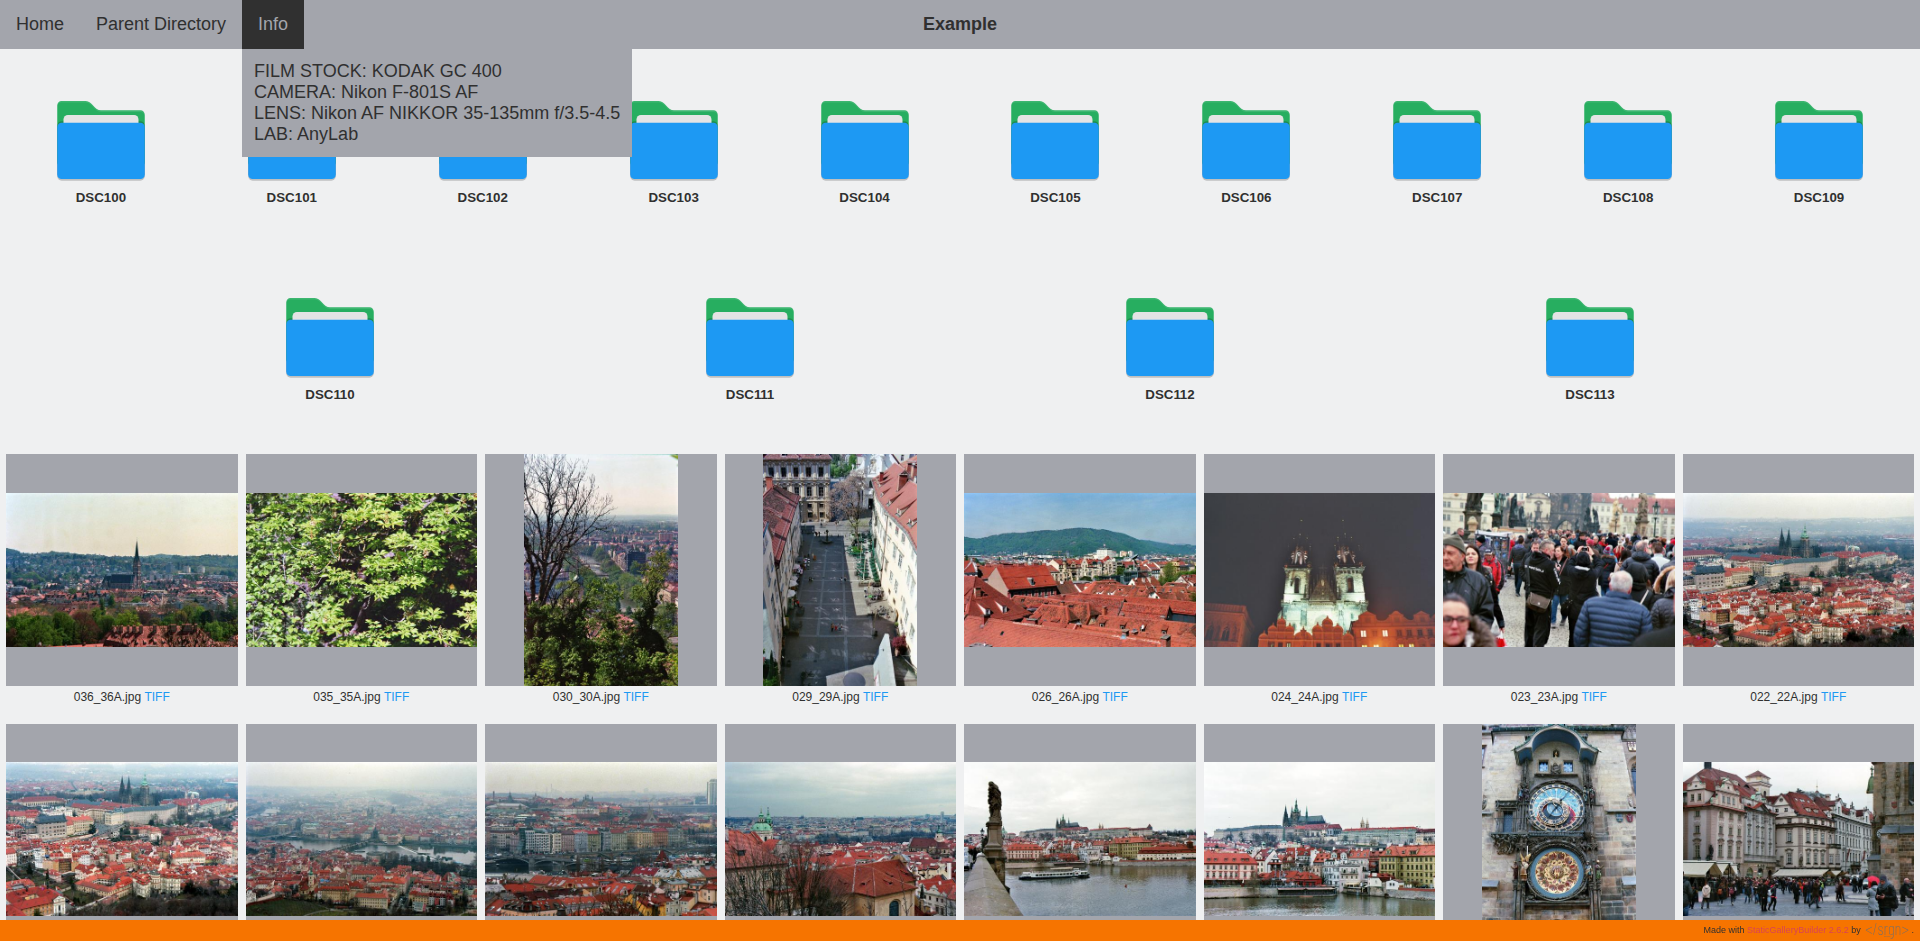 Home Parent Directory Info Example
FILM STOCK: KODAK GC 400
CAMERA: Nikon F-801S AF
LENS: Nikon AF NIKKOR 35-135mm f/3.5-4.5
LAB: AnyLab
DSC100 DSC101 DSC102 DSC103 DSC104 DSC105 DSC106 DSC107 DSC108 DSC109
DSC110 DSC111 DSC112 DSC113
036_36A.jpg TIFF 035_35A.jpg TIFF 030_30A.jpg TIFF 029_29A.jpg TIFF 026_26A.jpg TIFF 024_24A.jpg TIFF 023_23A.jpg TIFF 022_22A.jpg TIFF
Made with StaticGalleryBuilder 2.6.2 by </srgn>.